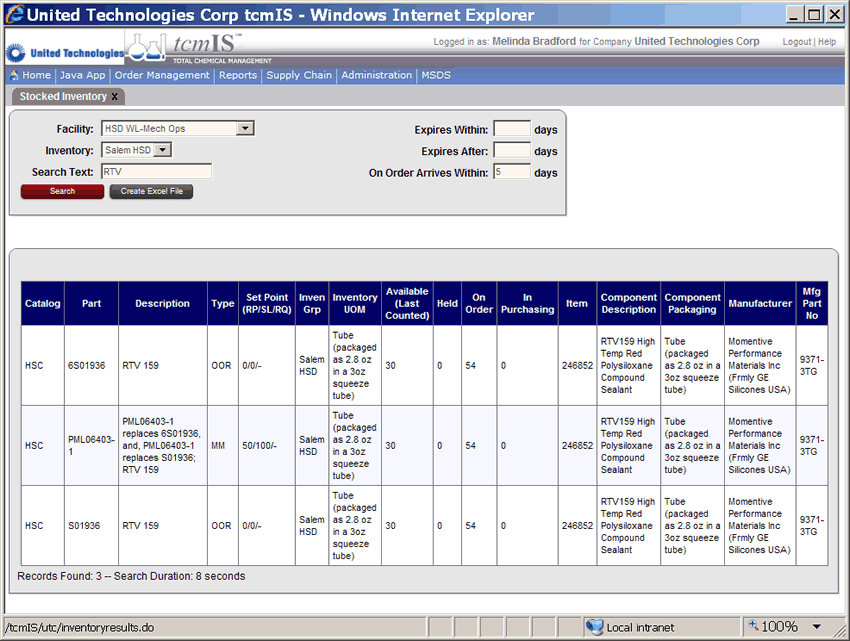 United Technologies Corp tcmIS - Windows Internet Explorer
United Technologies
tcmIS™
TOTAL CHEMICAL MANAGEMENT
Logged in as: Melinda Bradford for Company United Technologies Corp Logout | Help
Home | Java App | Order Management | Reports | Supply Chain | Administration | MSDS
Stocked Inventory x
Facility: HSD WL-Mech Ops Expires Within: days
Inventory: Salem HSD Expires After: days
Search Text: RTV On Order Arrives Within: 5 days
Search Create Excel File
Catalog Part Description Type Set Point (RP/SL/RQ) Inven Grp Inventory UOM Available (Last Counted) Held On Order In Purchasing Item Component Description Component Packaging Manufacturer Mfg Part No
HSC 6S01936 RTV 159 OOR 0/0/- Salem HSD Tube (packaged as 2.8 oz in a 3oz squeeze tube) 30 0 54 0 246852 RTV159 High Temp Red Polysiloxane Compound Sealant Tube (packaged as 2.8 oz in a 3oz squeeze tube) Momentive Performance Materials Inc (Frmly GE Silicones USA) 9371-3TG
HSC PML06403-1 PML06403-1 replaces 6S01936, and, PML06403-1 replaces S01936; RTV 159 MM 50/100/- Salem HSD Tube (packaged as 2.8 oz in a 3oz squeeze tube) 30 0 54 0 246852 RTV159 High Temp Red Polysiloxane Compound Sealant Tube (packaged as 2.8 oz in a 3oz squeeze tube) Momentive Performance Materials Inc (Frmly GE Silicones USA) 9371-3TG
HSC S01936 RTV 159 OOR 0/0/- Salem HSD Tube (packaged as 2.8 oz in a 3oz squeeze tube) 30 0 54 0 246852 RTV159 High Temp Red Polysiloxane Compound Sealant Tube (packaged as 2.8 oz in a 3oz squeeze tube) Momentive Performance Materials Inc (Frmly GE Silicones USA) 9371-3TG
Records Found: 3 -- Search Duration: 8 seconds
/tcmIS/utc/inventoryresults.do Local intranet 100%